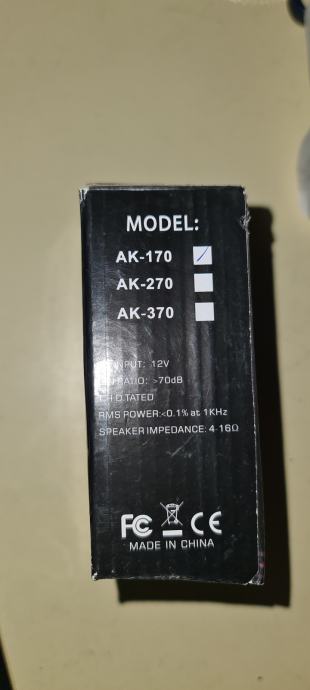 MODEL:
AK-170
AK-270
AK-370
INPUT: 12V
RATIO: >70dB
TATED
RMS POWER:<0.1% at 1KHz
SPEAKER IMPEDANCE: 4-16Ω
FC CE
MADE IN CHINA